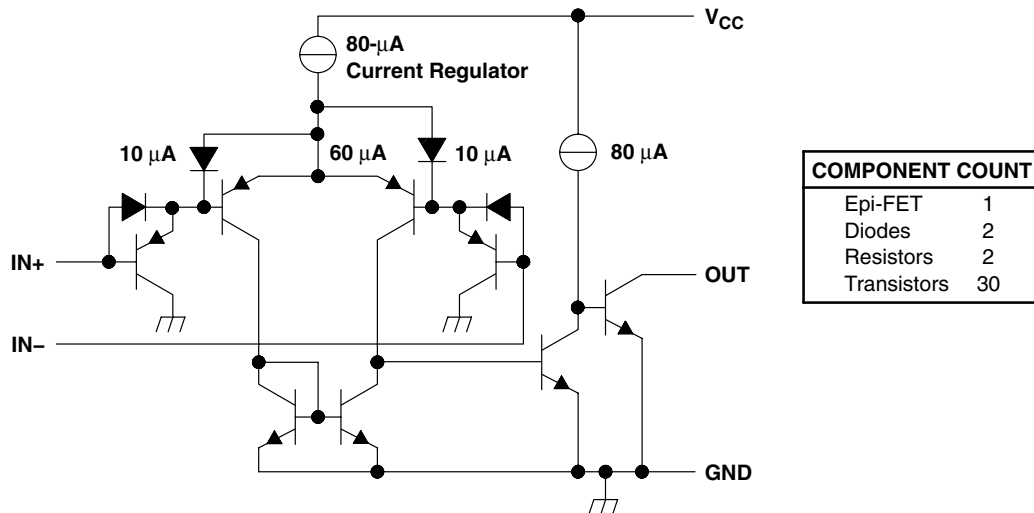 V_CC
80-μA
Current Regulator
10 μA
60 μA
10 μA
80 μA
IN+
OUT
IN−
GND
COMPONENT COUNT
Epi-FET 1
Diodes 2
Resistors 2
Transistors 30